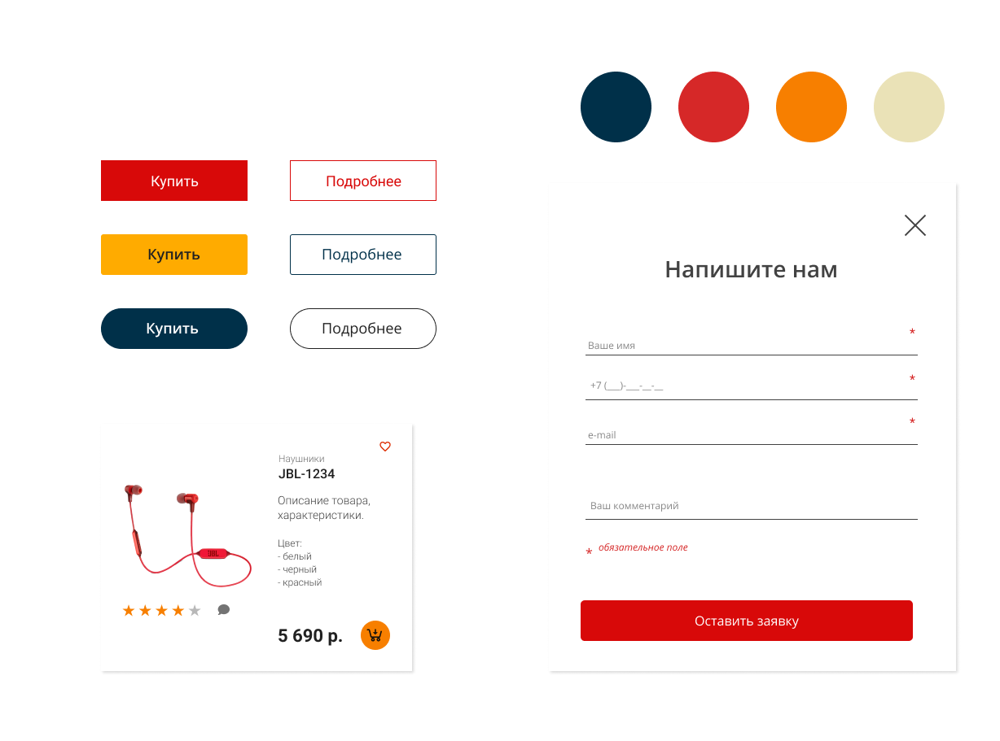 Купить
Подробнее
Купить
Подробнее
Купить
Подробнее
Наушники
JBL-1234
Описание товара,
характеристики.
Цвет:
- белый
- черный
- красный
JBL
5 690 р.
Напишите нам
*
Ваше имя
*
+7 (___)-___-__-__
*
e-mail
Ваш комментарий
* обязательное поле
Оставить заявку